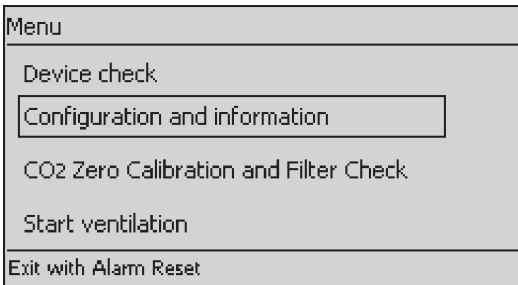 Menu
Device check
Configuration and information
CO2 Zero Calibration and Filter Check
Start ventilation
Exit with Alarm Reset